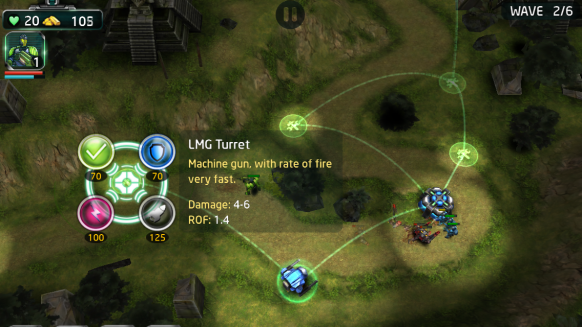 20 105
WAVE 2/6
1
LMG Turret
Machine gun, with rate of fire
very fast.
Damage: 4-6
ROF: 1.4
70 70
100 125